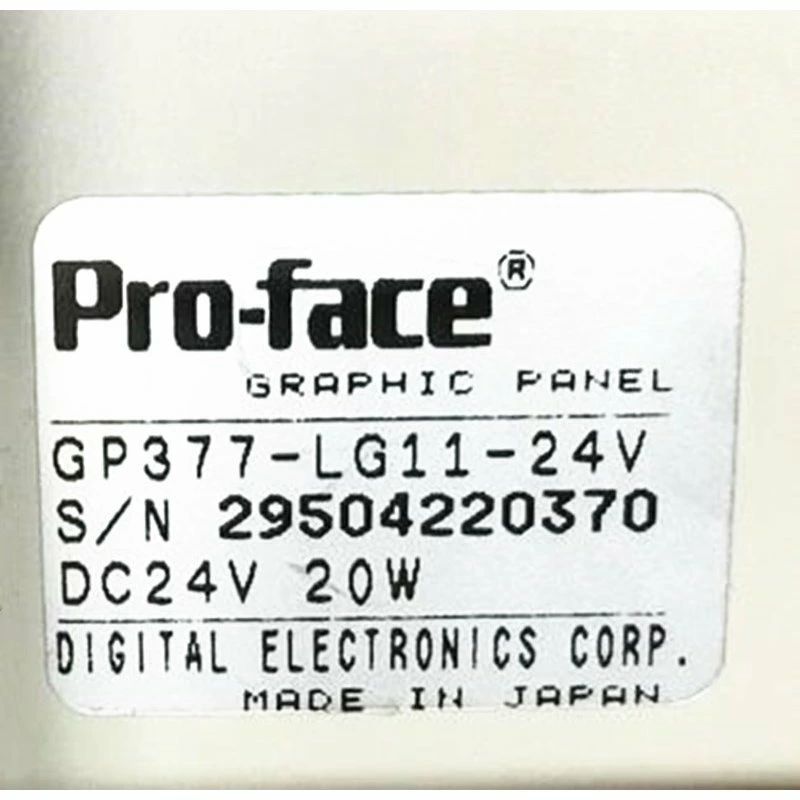 Pro-face®
GRAPHIC PANEL
GP377-LG11-24V
S/N 29504220370
DC24V 20W
DIGITAL ELECTRONICS CORP.
MADE IN JAPAN